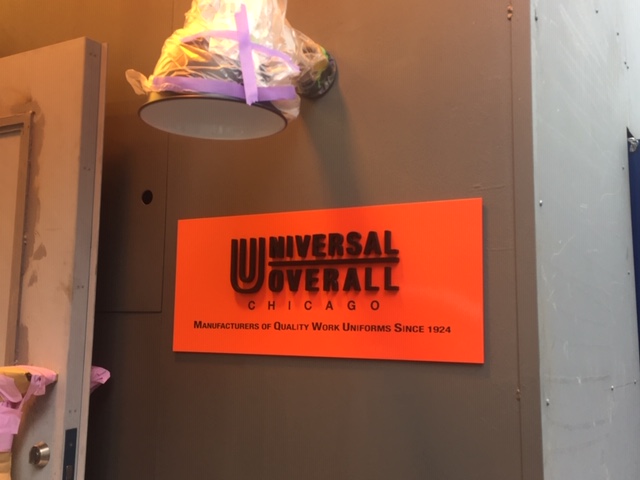 UNIVERSAL
OVERALL
CHICAGO
MANUFACTURERS OF QUALITY WORK UNIFORMS SINCE 1924